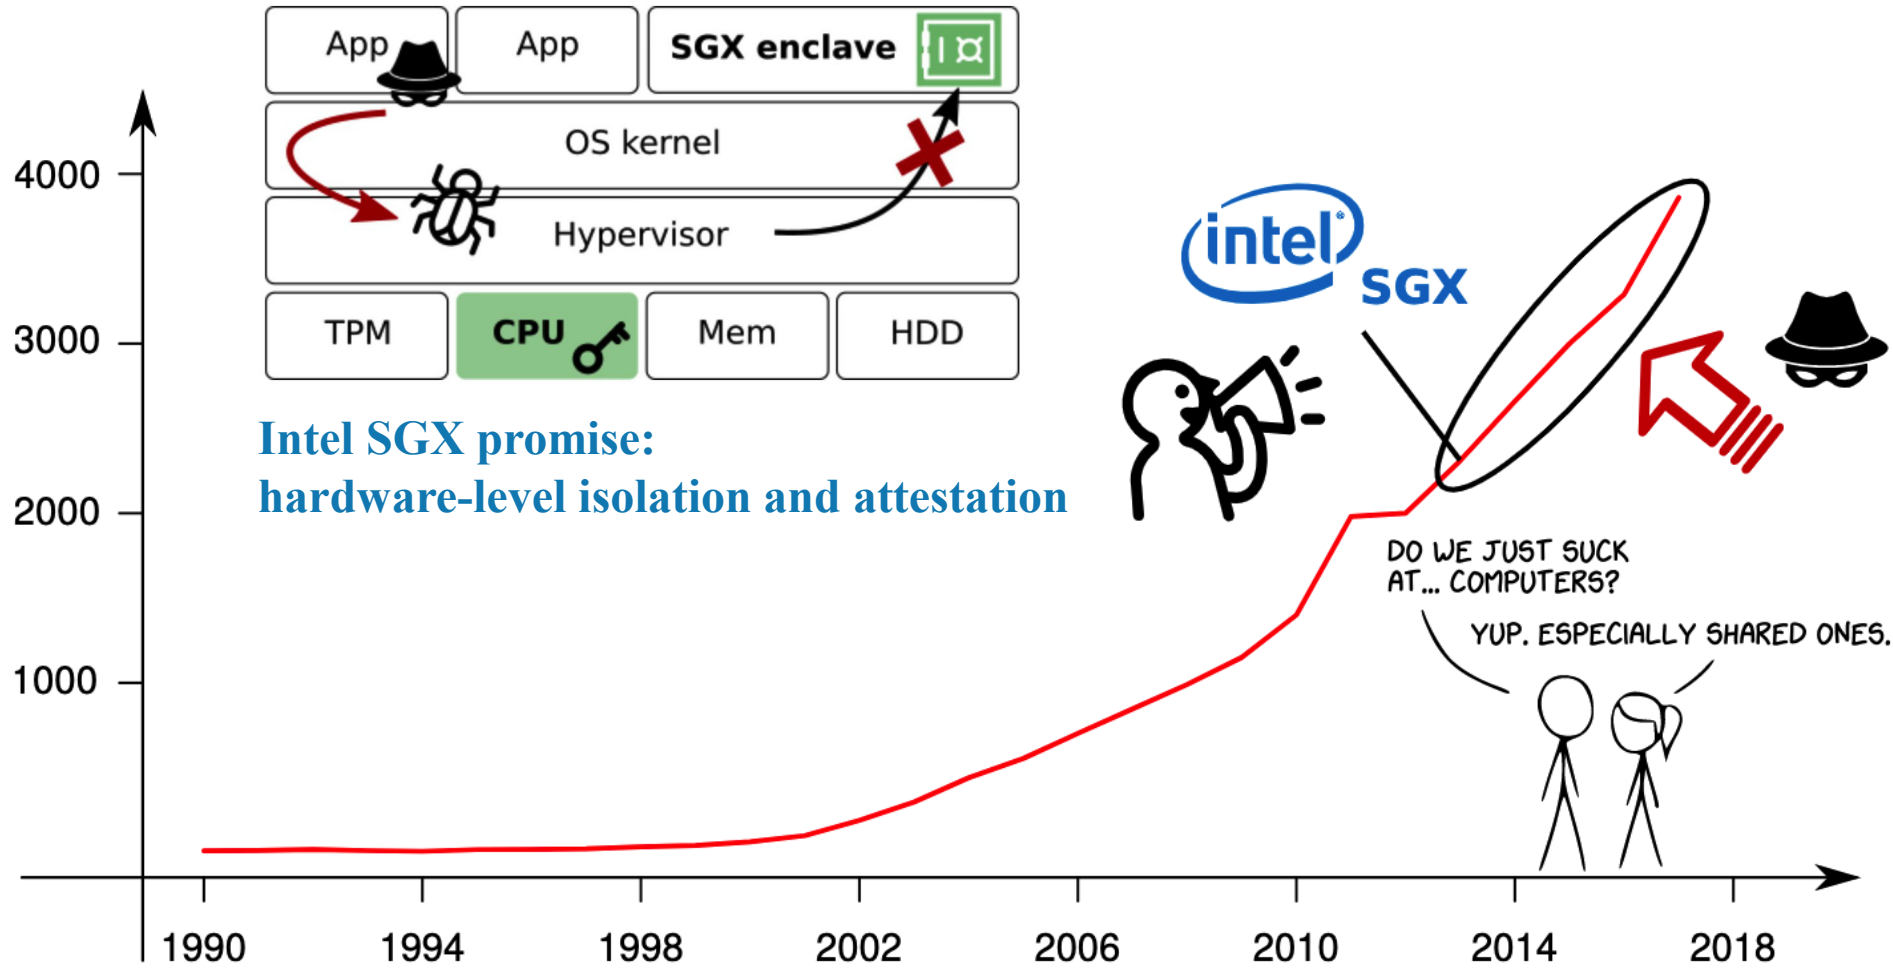 App
App
SGX enclave
OS kernel
Hypervisor
TPM
CPU
Mem
HDD
Intel SGX promise:
hardware-level isolation and attestation
intel®
SGX
DO WE JUST SUCK
AT... COMPUTERS?
YUP. ESPECIALLY SHARED ONES.
4000
3000
2000
1000
1990
1994
1998
2002
2006
2010
2014
2018